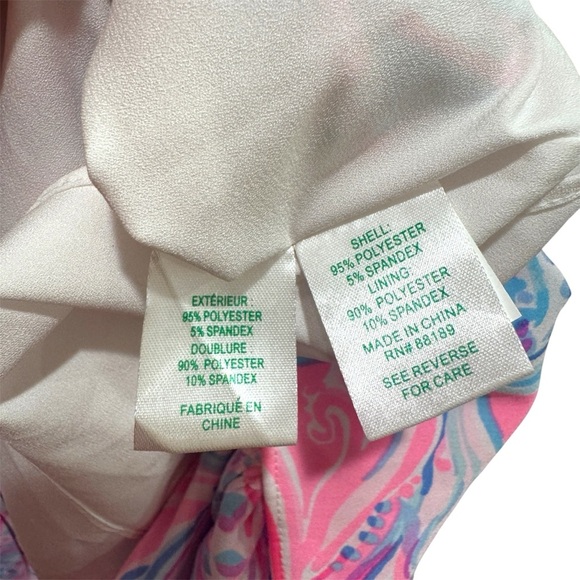 EXTÉRIEUR :
95% POLYESTER
5% SPANDEX
DOUBLURE :
90% POLYESTER
10% SPANDEX
FABRIQUÉ EN
CHINE
SHELL:
95% POLYESTER
5% SPANDEX
LINING:
90% POLYESTER
10% SPANDEX
MADE IN CHINA
RN# 88189
SEE REVERSE
FOR CARE